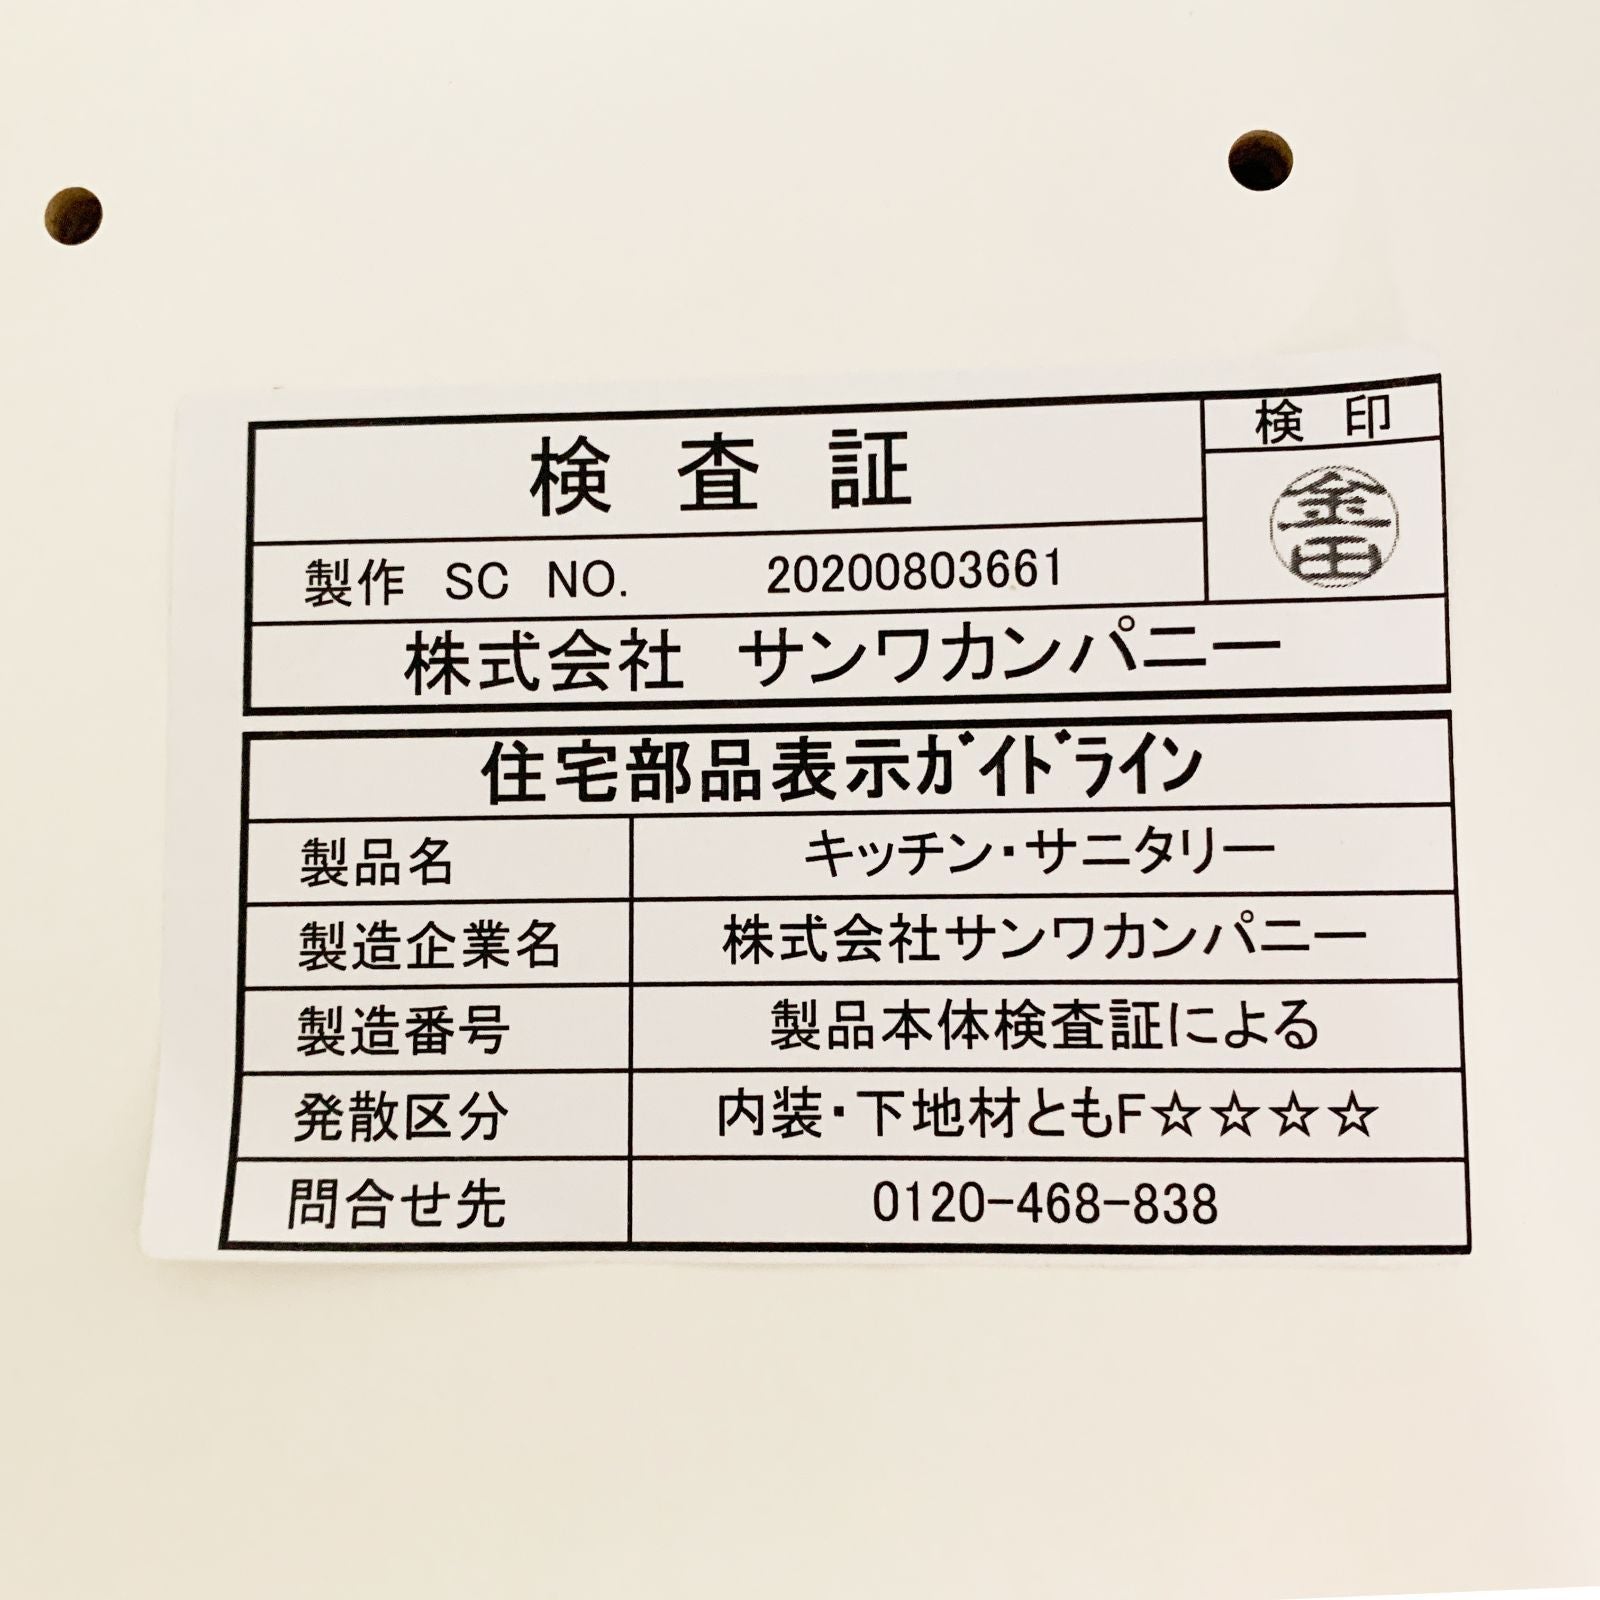 検査証
検印
金田
製作 SC NO. 20200803661
株式会社 サンワカンパニー
住宅部品表示ｶﾞｲﾄﾞﾗｲﾝ
製品名 キッチン・サニタリー
製造企業名 株式会社サンワカンパニー
製造番号 製品本体検査証による
発散区分 内装・下地材ともF☆☆☆☆
問合せ先 0120-468-838